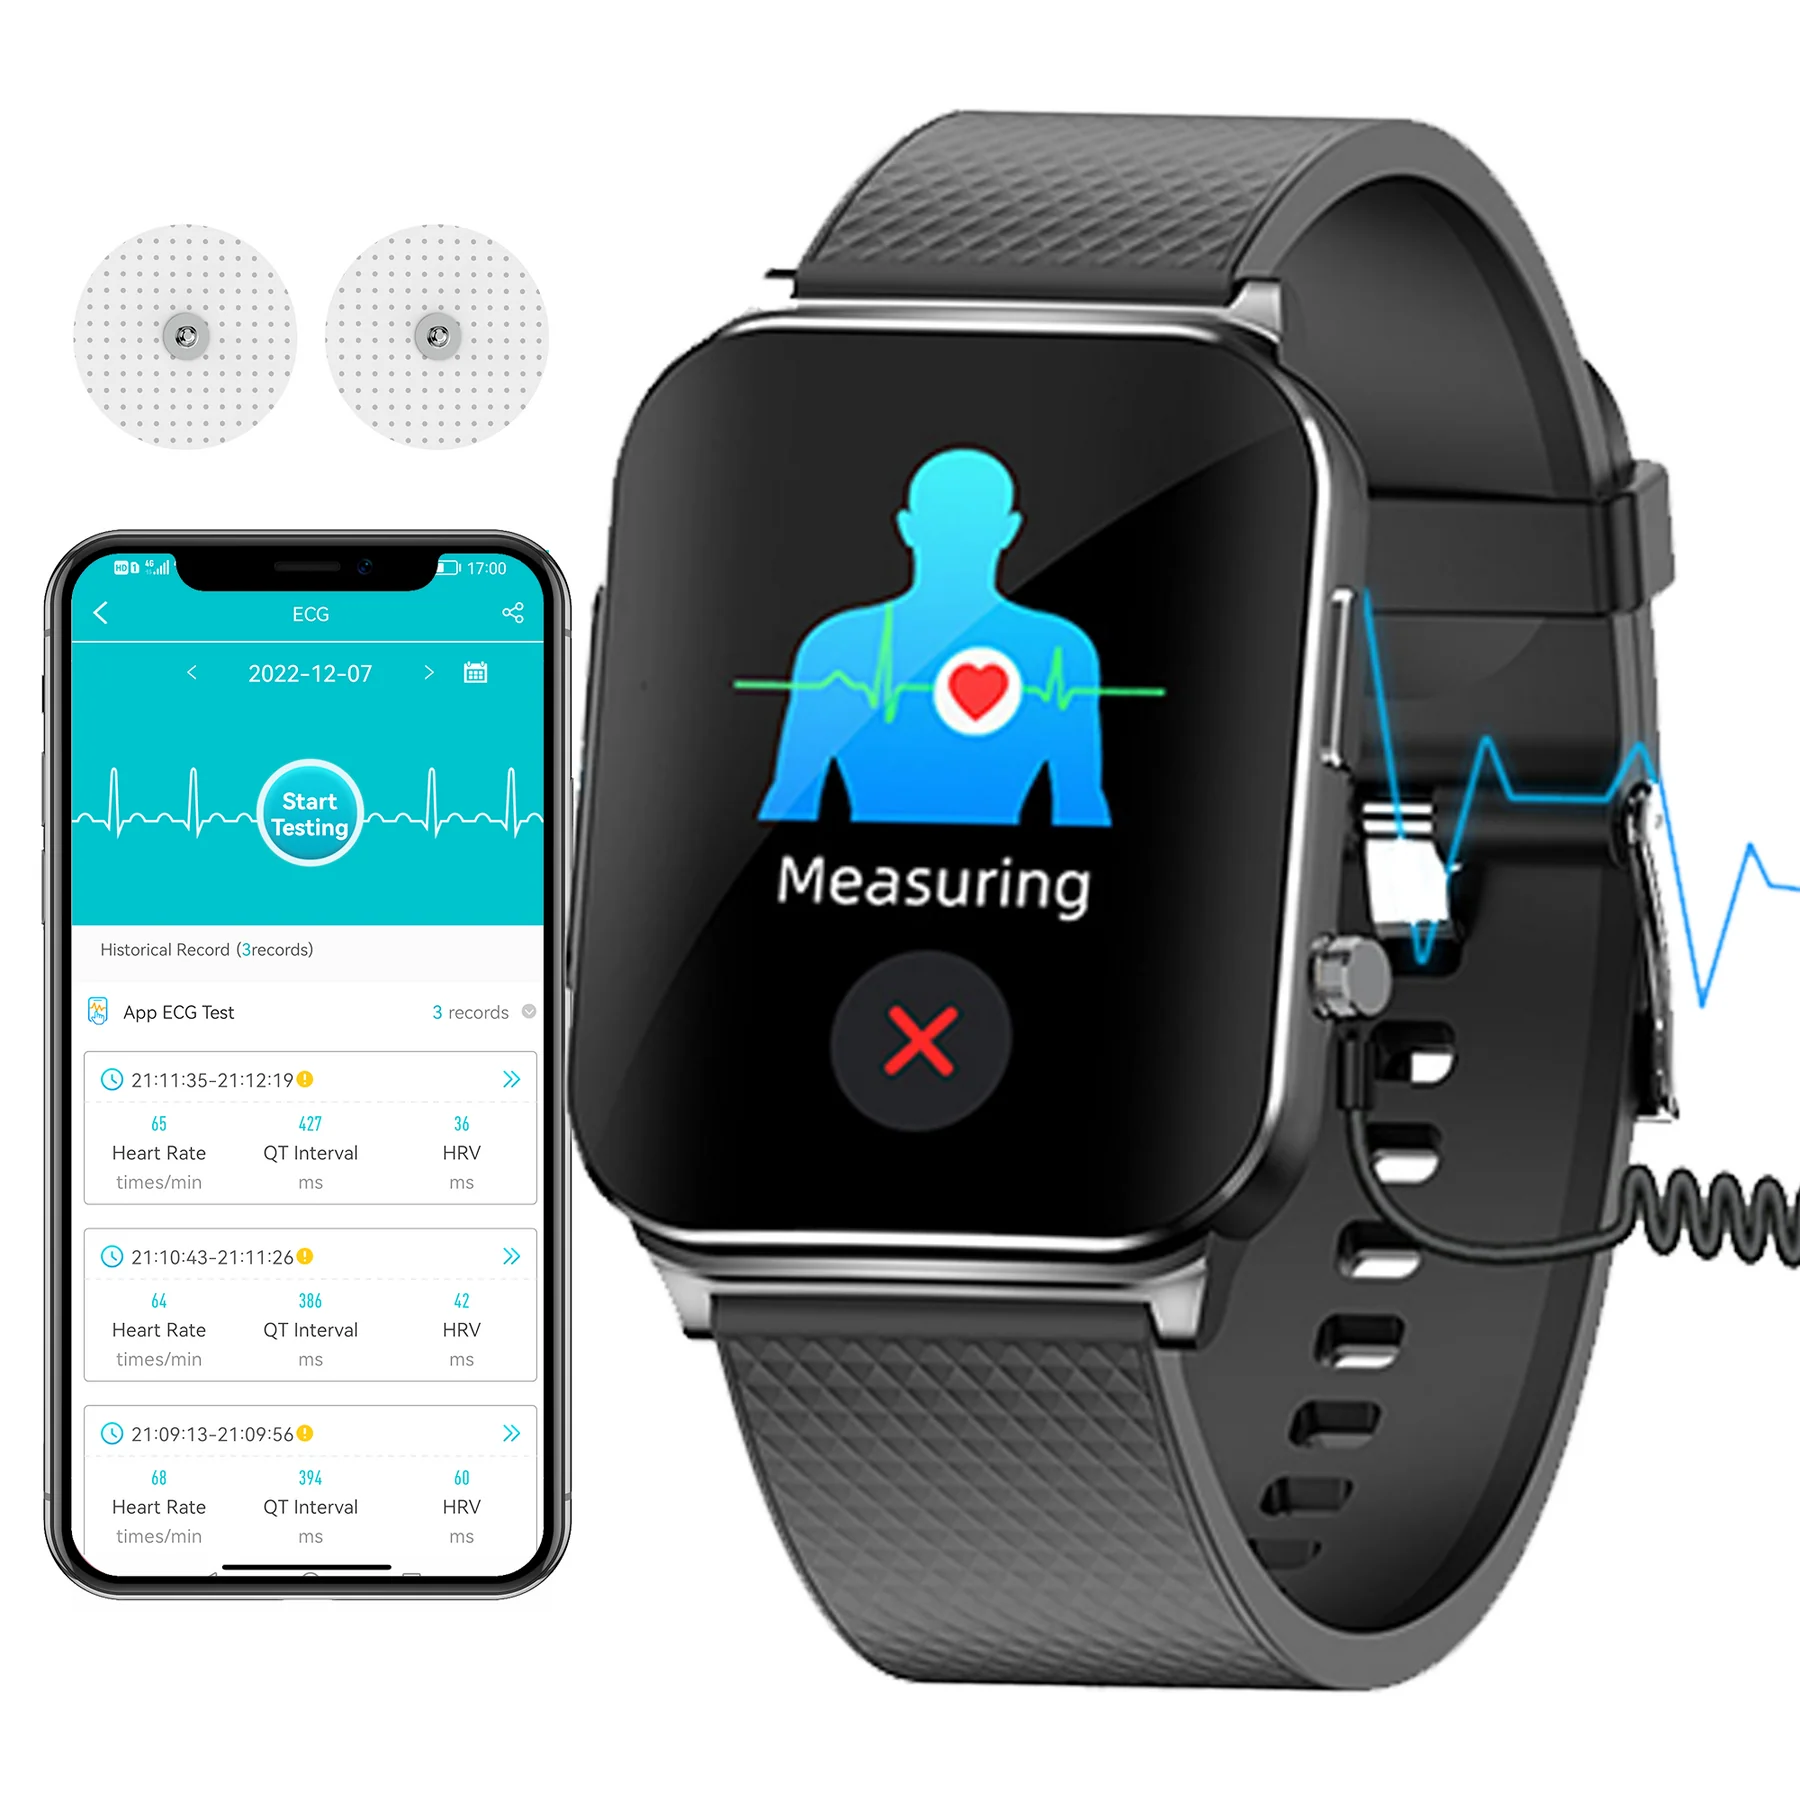 HD 1 4G
17:00
ECG
2022-12-07
Start
Testing
Historical Record (3records)
App ECG Test
3 records
21:11:35-21:12:19
65 427 36
Heart Rate QT Interval HRV
times/min ms ms
21:10:43-21:11:26
64 386 42
Heart Rate QT Interval HRV
times/min ms ms
21:09:13-21:09:56
68 394 60
Heart Rate QT Interval HRV
times/min ms ms
Measuring